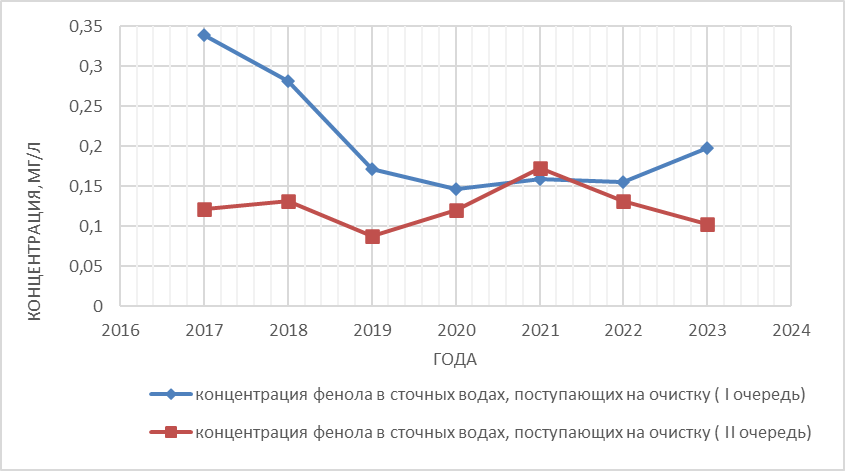 0,35
0,3
0,25
0,2
0,15
0,1
0,05
0
КОНЦЕНТРАЦИЯ, МГ/Л
2016 2017 2018 2019 2020 2021 2022 2023 2024
ГОДА
концентрация фенола в сточных водах, поступающих на очистку ( I очередь)
концентрация фенола в сточных водах, поступающих на очистку ( II очередь)